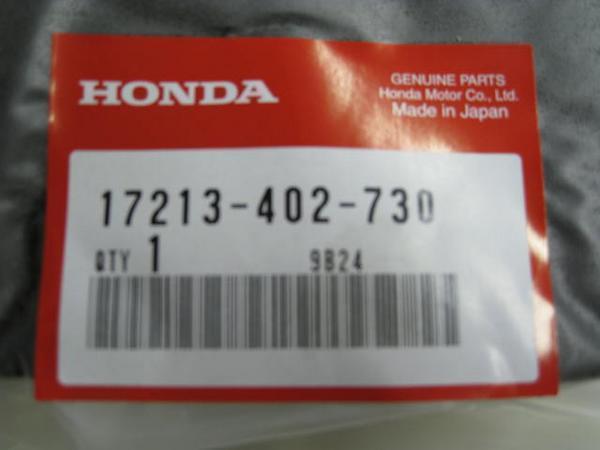 HONDA
GENUINE PARTS
Honda Motor Co., Ltd.
Made in Japan
17213-402-730
QTY 1 9B24